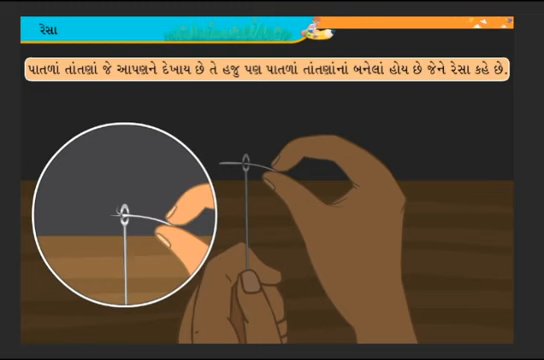 રેસા
પાતળાં તાંતણાં જે આપણને દેખાય છે તે હજુ પણ પાતળાં તાંતણાંનાં બનેલાં હોય છે જેને રેસા કહે છે.